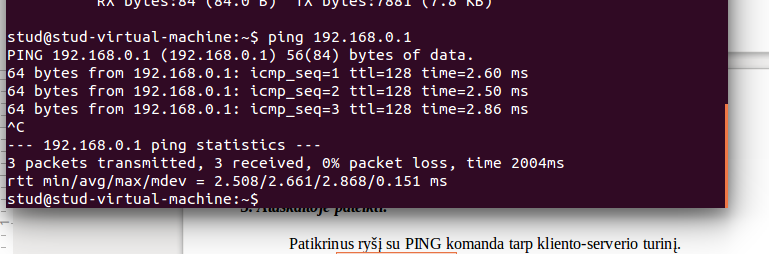 RX bytes:84 (84.0 B)  TX bytes:7881 (7.8 KB)
stud@stud-virtual-machine:~$ ping 192.168.0.1
PING 192.168.0.1 (192.168.0.1) 56(84) bytes of data.
64 bytes from 192.168.0.1: icmp_seq=1 ttl=128 time=2.60 ms
64 bytes from 192.168.0.1: icmp_seq=2 ttl=128 time=2.50 ms
64 bytes from 192.168.0.1: icmp_seq=3 ttl=128 time=2.86 ms
^C
--- 192.168.0.1 ping statistics ---
3 packets transmitted, 3 received, 0% packet loss, time 2004ms
rtt min/avg/max/mdev = 2.508/2.661/2.868/0.151 ms
stud@stud-virtual-machine:~$
Patikrinus ryšį su PING komanda tarp kliento-serverio turinį.